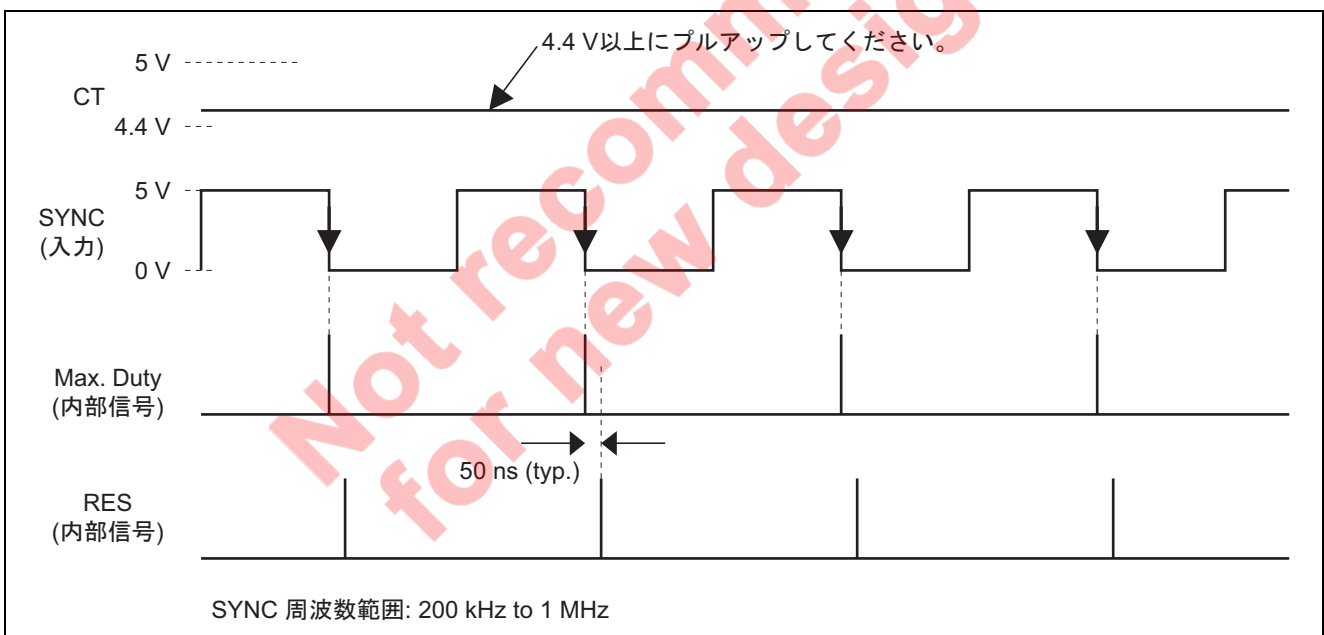 4.4 V以上にプルアップしてください。
5 V
CT
4.4 V
5 V
SYNC
(入力)
0 V
Max. Duty
(内部信号)
50 ns (typ.)
RES
(内部信号)
SYNC 周波数範囲: 200 kHz to 1 MHz
Not recomm
for new desig